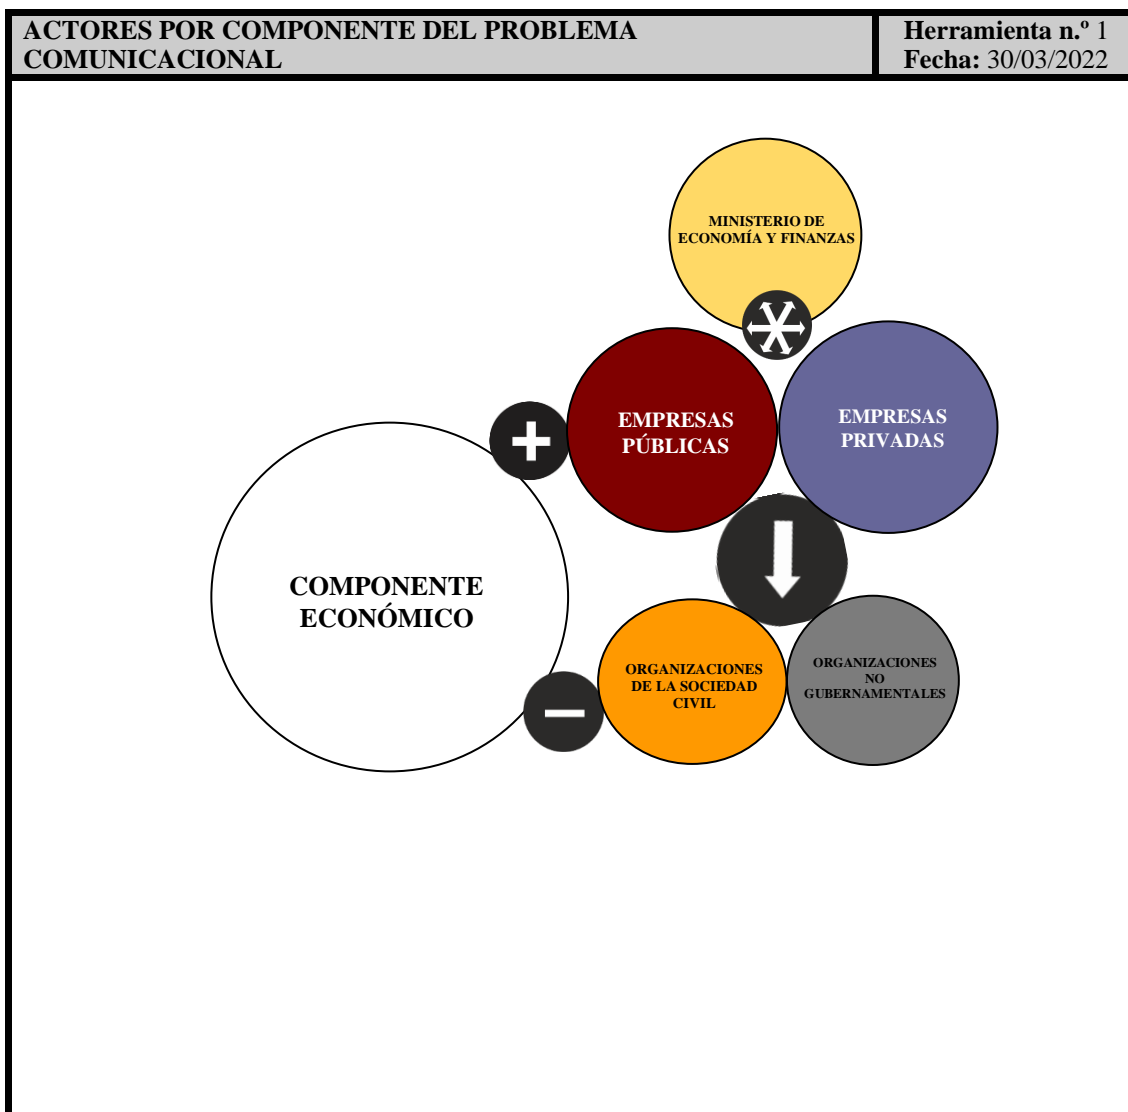 ACTORES POR COMPONENTE DEL PROBLEMA
COMUNICACIONAL
Herramienta n.º 1
Fecha: 30/03/2022
MINISTERIO DE
ECONOMÍA Y FINANZAS
EMPRESAS
PÚBLICAS
EMPRESAS
PRIVADAS
COMPONENTE
ECONÓMICO
ORGANIZACIONES
DE LA SOCIEDAD
CIVIL
ORGANIZACIONES
NO
GUBERNAMENTALES